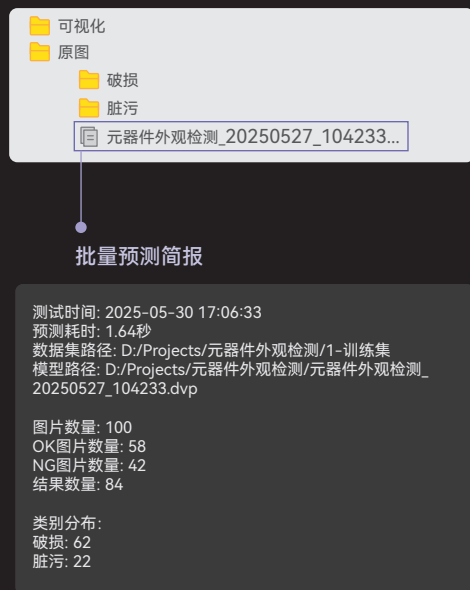 可视化
原图
破损
脏污
元器件外观检测_20250527_104233...
批量预测简报
测试时间: 2025-05-30 17:06:33
预测耗时: 1.64秒
数据集路径: D:/Projects/元器件外观检测/1-训练集
模型路径: D:/Projects/元器件外观检测/元器件外观检测_
20250527_104233.dvp
图片数量: 100
OK图片数量: 58
NG图片数量: 42
结果数量: 84
类别分布:
破损: 62
脏污: 22